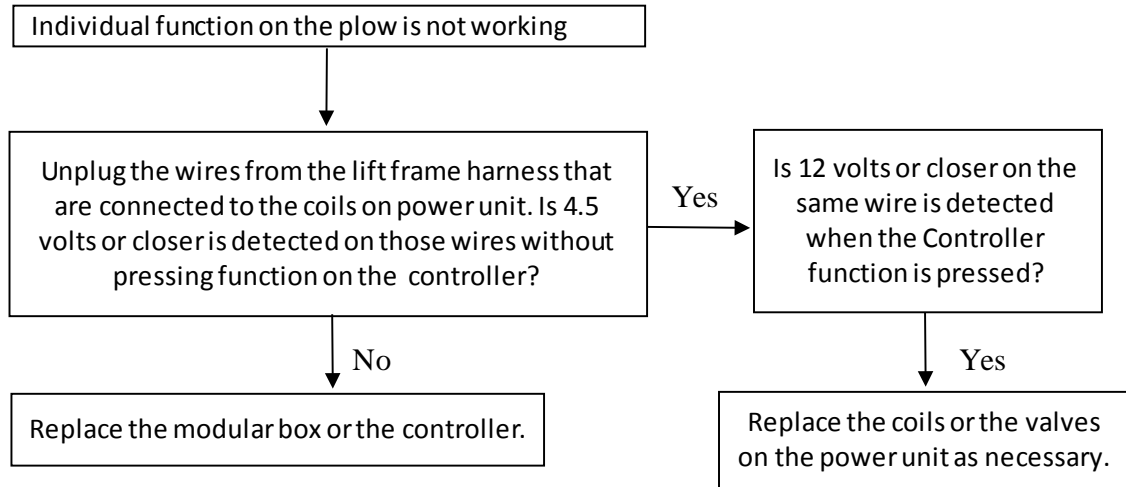 Individual function on the plow is not working
Unplug the wires from the lift frame harness that
are connected to the coils on power unit. Is 4.5
volts or closer is detected on those wires without
pressing function on the controller?
Yes
Is 12 volts or closer on the
same wire is detected
when the Controller
function is pressed?
No
Yes
Replace the modular box or the controller.
Replace the coils or the valves
on the power unit as necessary.